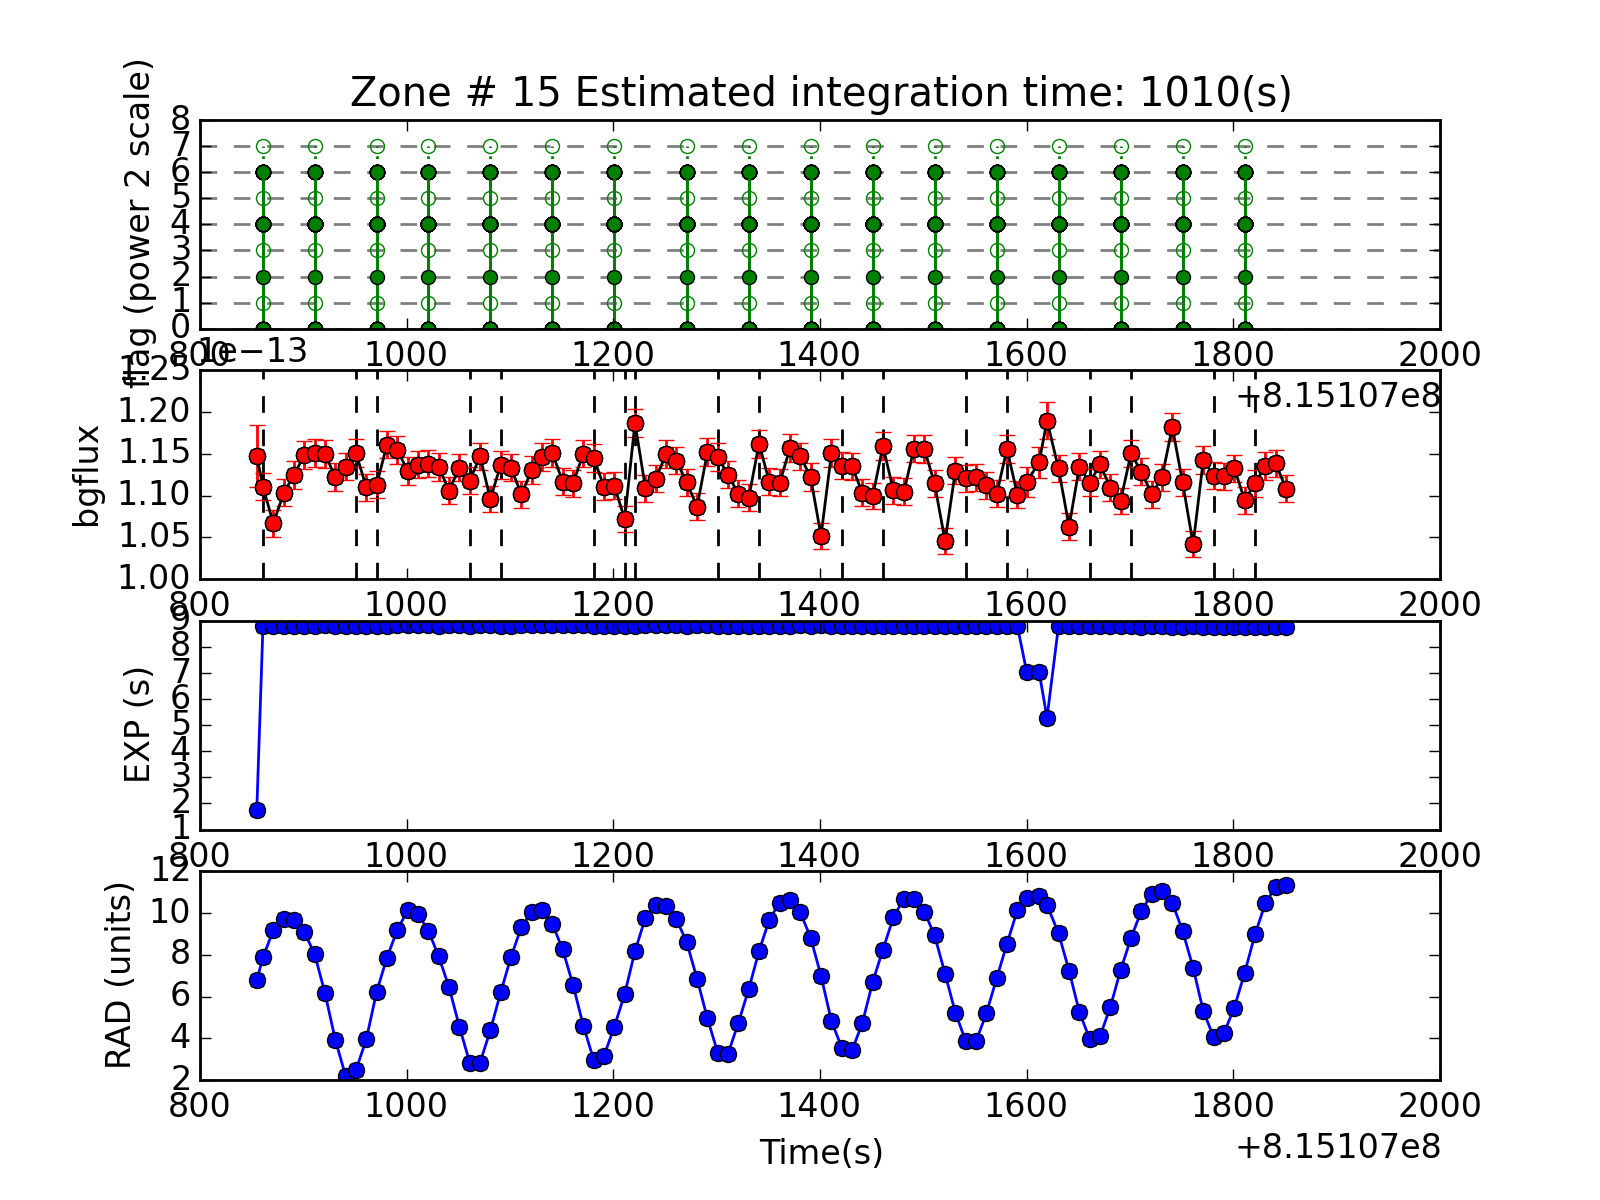 Zone # 15 Estimated integration time: 1010(s)
flag (power 2 scale)
8
7
6
5
4
3
2
1
0
800 1000 1200 1400 1600 1800 2000
1e−13
+8.15107e8
bgflux
1.25
1.20
1.15
1.10
1.05
1.00
800 1000 1200 1400 1600 1800 2000
EXP (s)
9
8
7
6
5
4
3
2
1
800 1000 1200 1400 1600 1800 2000
RAD (units)
12
10
8
6
4
2
800 1000 1200 1400 1600 1800 2000
Time(s)
+8.15107e8